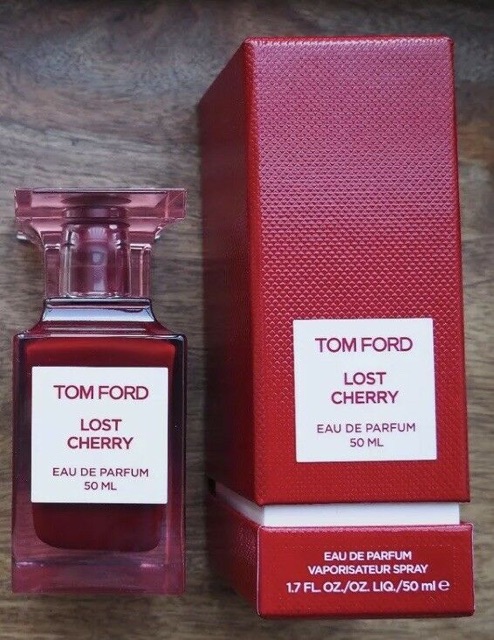 TOM FORD
LOST
CHERRY
EAU DE PARFUM
50 ML
TOM FORD
LOST
CHERRY
EAU DE PARFUM
50 ML
EAU DE PARFUM
VAPORISATEUR SPRAY
1.7 FL. OZ./OZ. LIQ./50 ml ℮